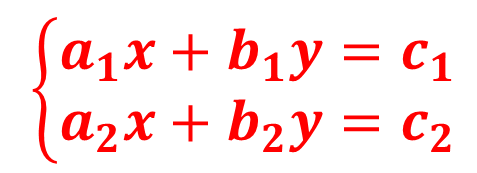 a₁x + b₁y = c₁
a₂x + b₂y = c₂